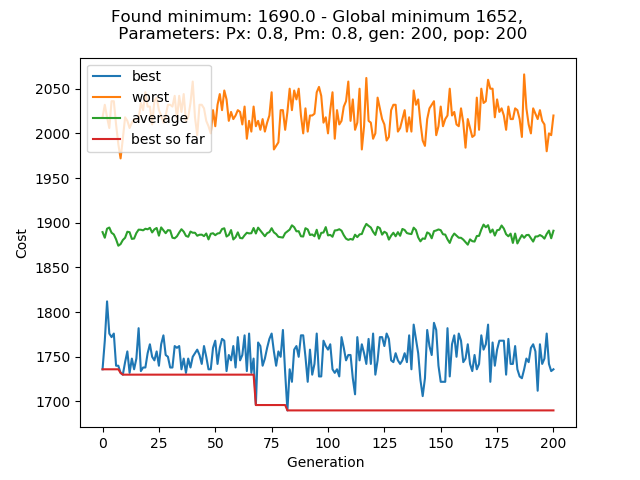 Found minimum: 1690.0 - Global minimum 1652,
Parameters: Px: 0.8, Pm: 0.8, gen: 200, pop: 200
best
worst
average
best so far
Cost
2050
2000
1950
1900
1850
1800
1750
1700
0 25 50 75 100 125 150 175 200
Generation